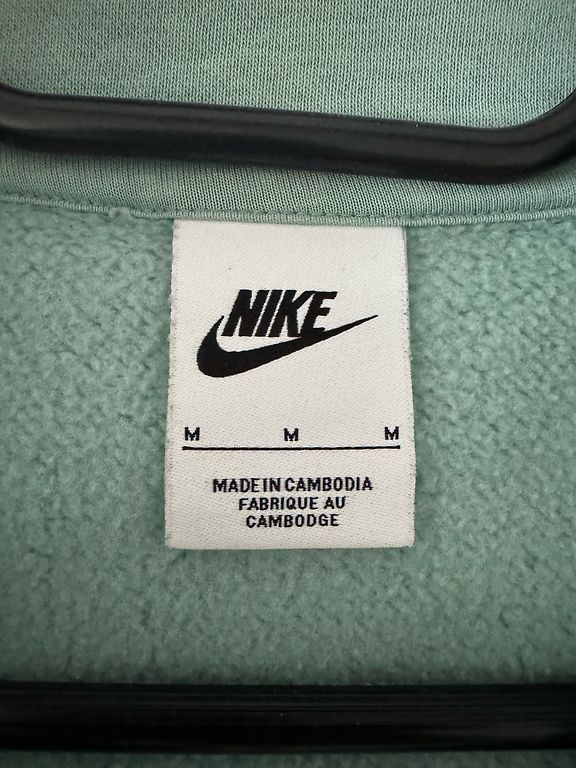 NIKE
M M M
MADE IN CAMBODIA
FABRIQUE AU
CAMBODGE